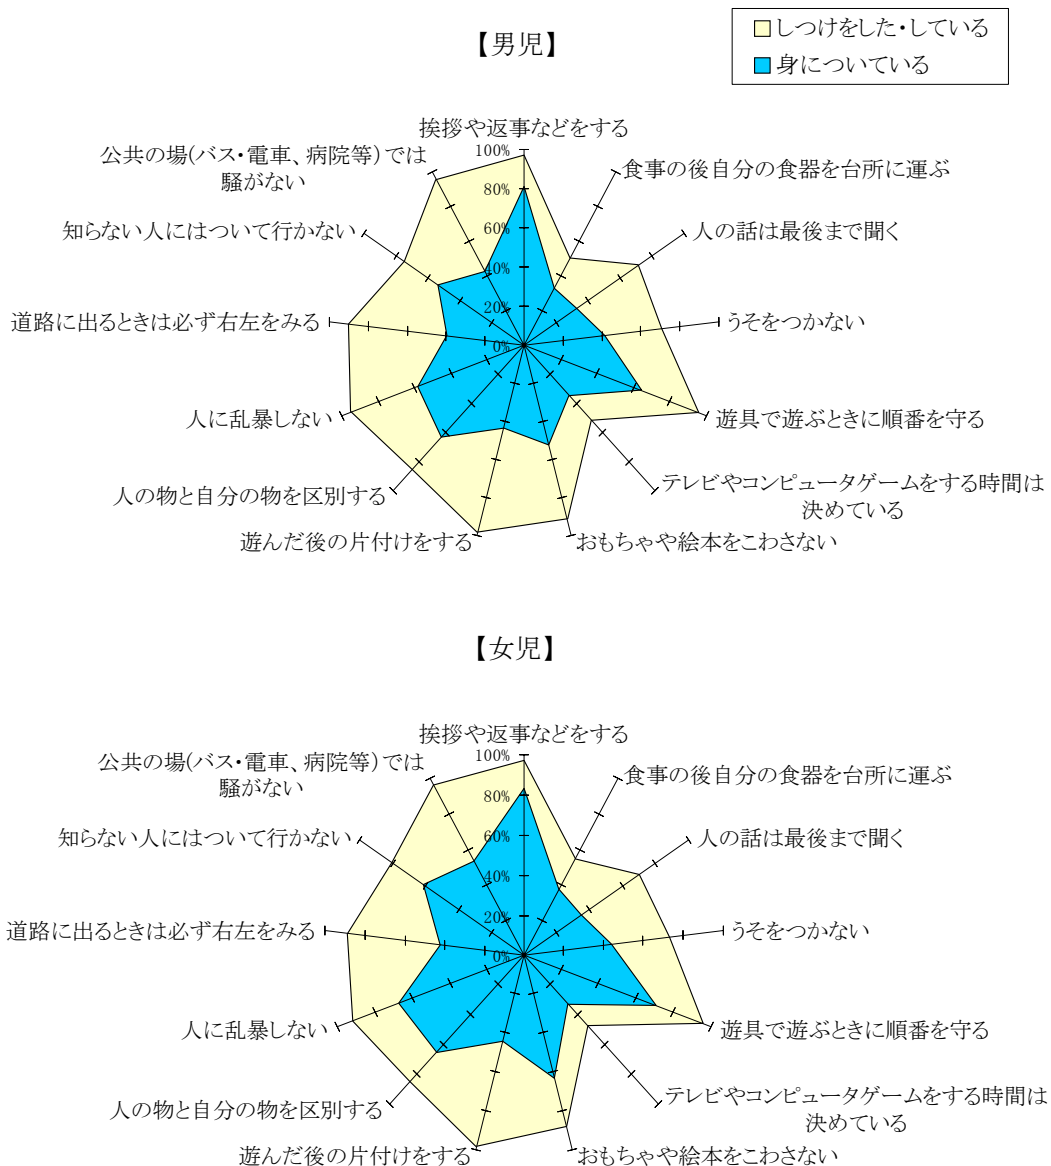 しつけをした・している
身についている
【男児】
挨拶や返事などをする
食事の後自分の食器を台所に運ぶ
人の話は最後まで聞く
うそをつかない
遊具で遊ぶときに順番を守る
テレビやコンピュータゲームをする時間は
決めている
おもちゃや絵本をこわさない
遊んだ後の片付けをする
人の物と自分の物を区別する
人に乱暴しない
道路に出るときは必ず右左をみる
知らない人にはついて行かない
公共の場(バス・電車、病院等)では
騒がない
100%
80%
60%
40%
20%
0%
【女児】
挨拶や返事などをする
食事の後自分の食器を台所に運ぶ
人の話は最後まで聞く
うそをつかない
遊具で遊ぶときに順番を守る
テレビやコンピュータゲームをする時間は
決めている
おもちゃや絵本をこわさない
遊んだ後の片付けをする
人の物と自分の物を区別する
人に乱暴しない
道路に出るときは必ず右左をみる
知らない人にはついて行かない
公共の場(バス・電車、病院等)では
騒がない
100%
80%
60%
40%
20%
0%